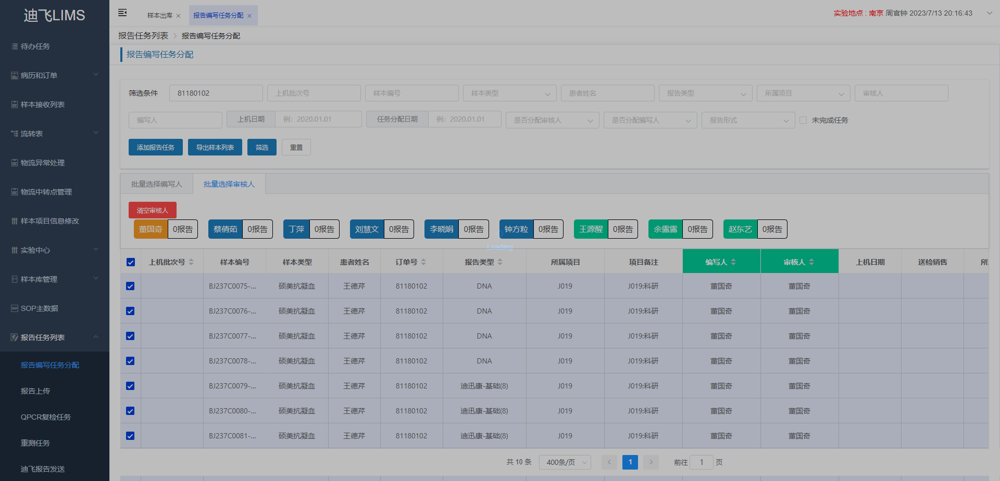 迪飞LIMS
样本出库
报告编写任务分配
实验地点 : 南京 周官钟 2023/7/13 20:16:43
报告任务列表 > 报告编写任务分配
报告编写任务分配
待办任务
病历和订单
样本接收列表
流转表
物流异常处理
物流中转点管理
样本项目信息修改
实验中心
样本库管理
SOP主数据
报告任务列表
报告编写任务分配
报告上传
QPCR复检任务
重测任务
迪飞报告发送
筛选条件 81180102 上机批次号 样本编号 样本类型 患者姓名 报告类型 所属项目 审核人
编写人 上机日期 例：2020.01.01 任务分配日期 例：2020.01.01 是否分配审核人 是否分配编写人 报告形式 未完成任务
添加报告任务 导出样本列表 筛选 重置
批量选择编写人 批量选择审核人
清空审核人
董国奇 0报告 蔡倩茹 0报告 丁萍 0报告 刘慧文 0报告 李晓娟 0报告 钟方粒 0报告 王源醒 0报告 余露露 0报告 赵东艺 0报告
Loading
上机批次号 样本编号 样本类型 患者姓名 订单号 报告类型 所属项目 项目备注 编写人 审核人 上机日期 送检销售 所
BJ237C0075-... 硕美抗凝血 王德芹 81180102 DNA J019 J019:科研 董国奇 董国奇
BJ237C0076-... 硕美抗凝血 王德芹 81180102 DNA J019 J019:科研 董国奇 董国奇
BJ237C0077-... 硕美抗凝血 王德芹 81180102 DNA J019 J019:科研 董国奇 董国奇
BJ237C0078-... 硕美抗凝血 王德芹 81180102 DNA J019 J019:科研 董国奇 董国奇
BJ237C0079-... 硕美抗凝血 王德芹 81180102 迪迅康-基础(8) J019 J019:科研 董国奇 董国奇
BJ237C0080-... 硕美抗凝血 王德芹 81180102 迪迅康-基础(8) J019 J019:科研 董国奇 董国奇
BJ237C0081-... 硕美抗凝血 王德芹 81180102 迪迅康-基础(8) J019 J019:科研 董国奇 董国奇
共 10 条 400条/页 1 前往 1 页